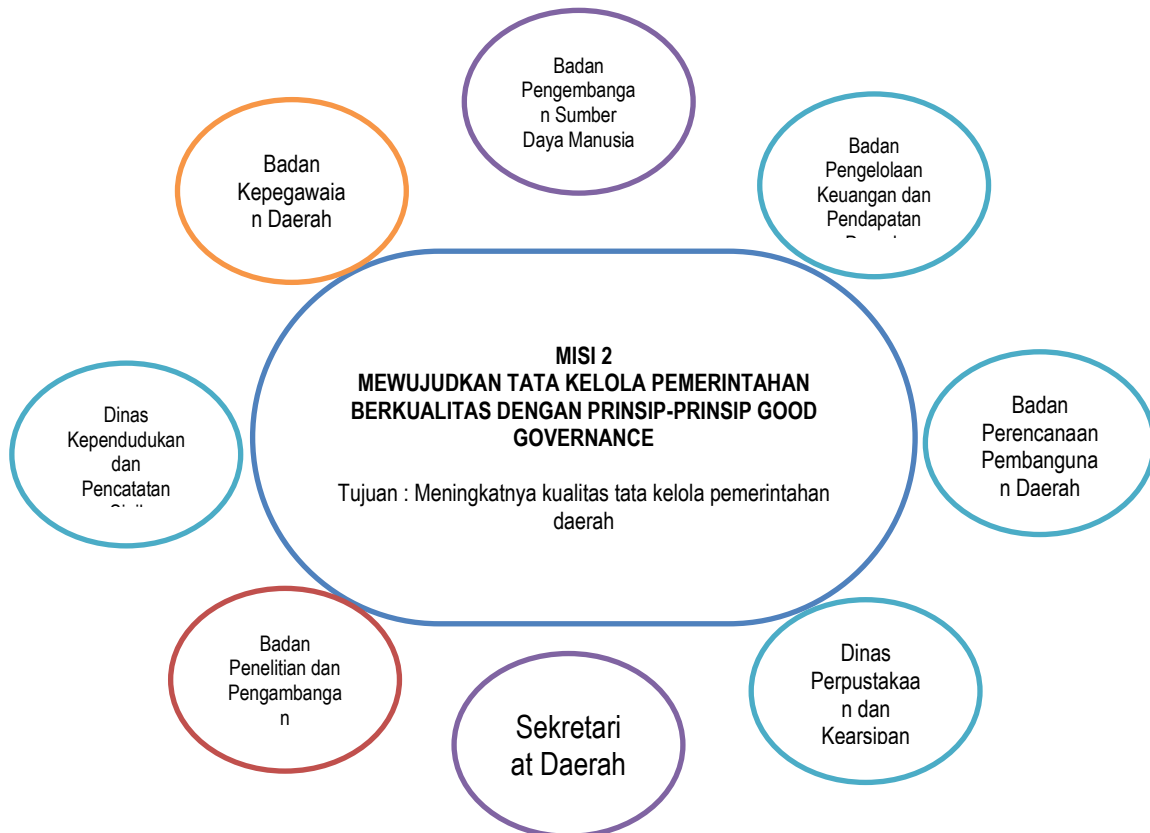 Badan
Pengembanga
n Sumber
Daya Manusia
Badan
Kepegawaia
n Daerah
Badan
Pengelolaan
Keuangan dan
Pendapatan
MISI 2
MEWUJUDKAN TATA KELOLA PEMERINTAHAN
BERKUALITAS DENGAN PRINSIP-PRINSIP GOOD
GOVERNANCE
Tujuan : Meningkatnya kualitas tata kelola pemerintahan
daerah
Dinas
Kependudukan
dan
Pencatatan
Badan
Perencanaan
Pembanguna
n Daerah
Badan
Penelitian dan
Pengambanga
n
Sekretari
at Daerah
Dinas
Perpustakaa
n dan
Kearsipan